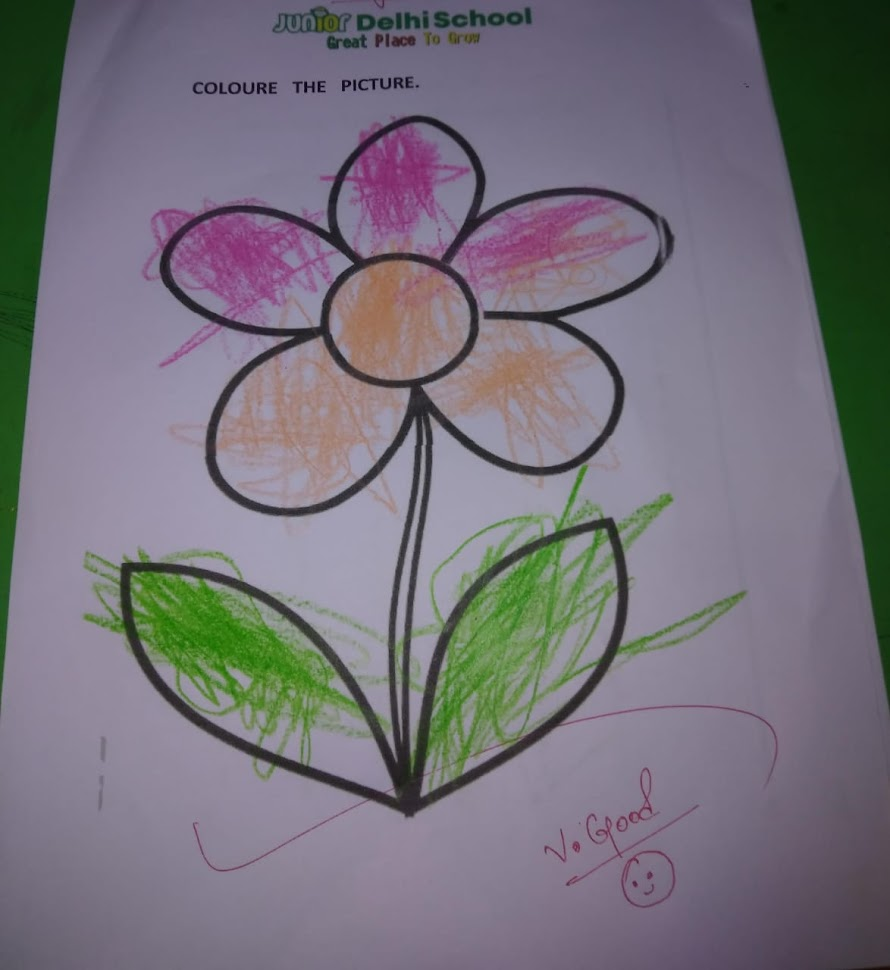 JUNIOR Delhi School
Great Place To Grow
COLOURE THE PICTURE.
V. Good